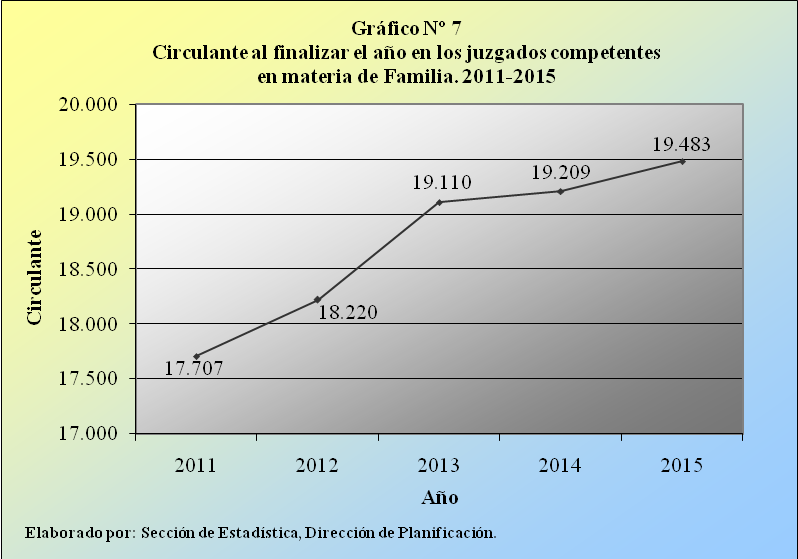 Gráfico Nº 7
Circulante al finalizar el año en los juzgados competentes
en materia de Familia. 2011-2015
20.000
19.500
19.000
18.500
18.000
17.500
17.000
Circulante
17.707
18.220
19.110
19.209
19.483
2011 2012 2013 2014 2015
Año
Elaborado por: Sección de Estadística, Dirección de Planificación.